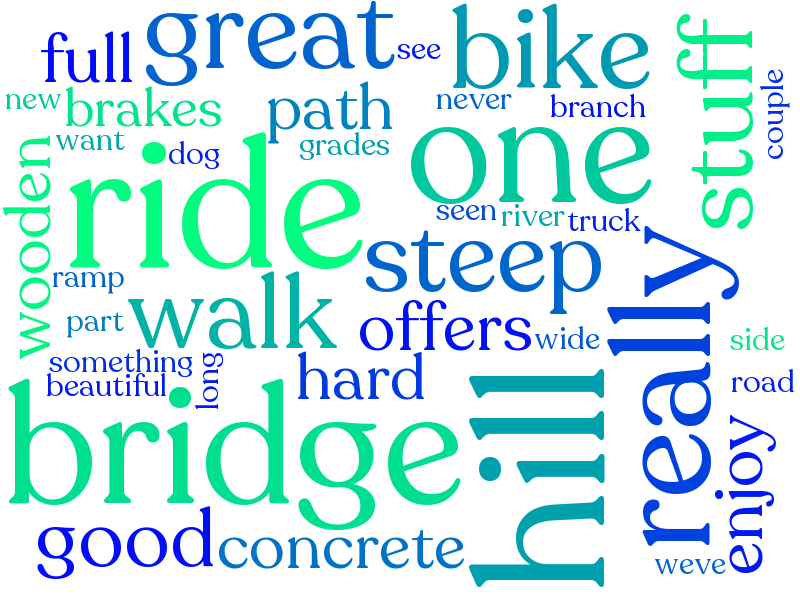 great
see
bike
stuff
full
new
brakes
path
never
branch
couple
want
dog
grades
one
wooden
ride
seen
river
truck
steep
really
ramp
walk
part
offers
wide
side
something
beautiful
long
hard
hill
road
bridge
enjoy
good
concrete
weve